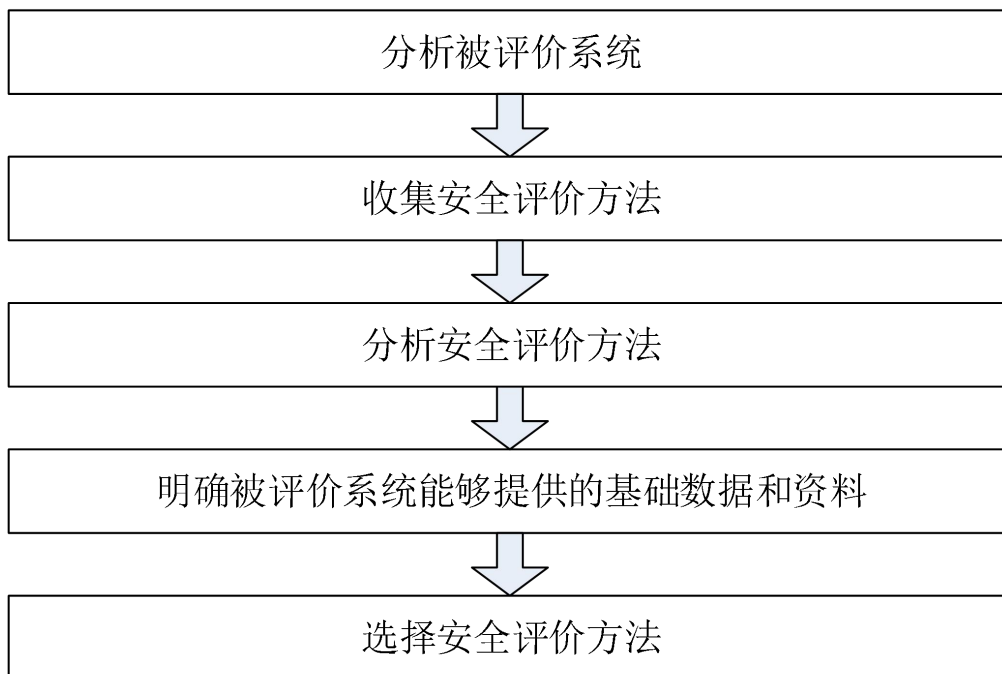 分析被评价系统
收集安全评价方法
分析安全评价方法
明确被评价系统能够提供的基础数据和资料
选择安全评价方法